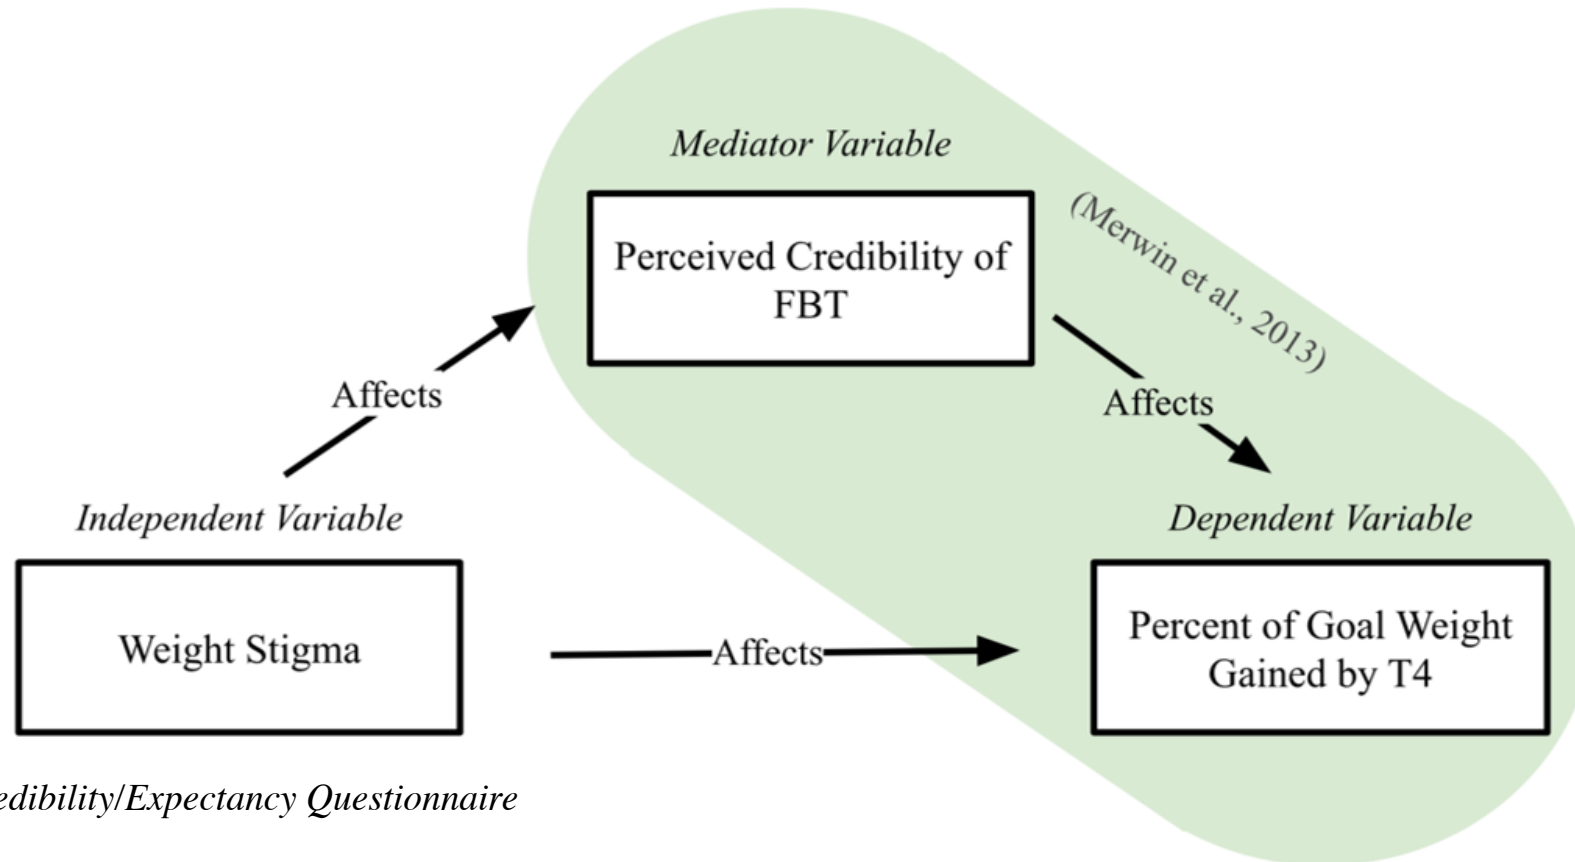 Mediator Variable
Perceived Credibility of
FBT
(Merwin et al., 2013)
Affects
Affects
Independent Variable
Weight Stigma
Affects
Dependent Variable
Percent of Goal Weight
Gained by T4
edibility/Expectancy Questionnaire